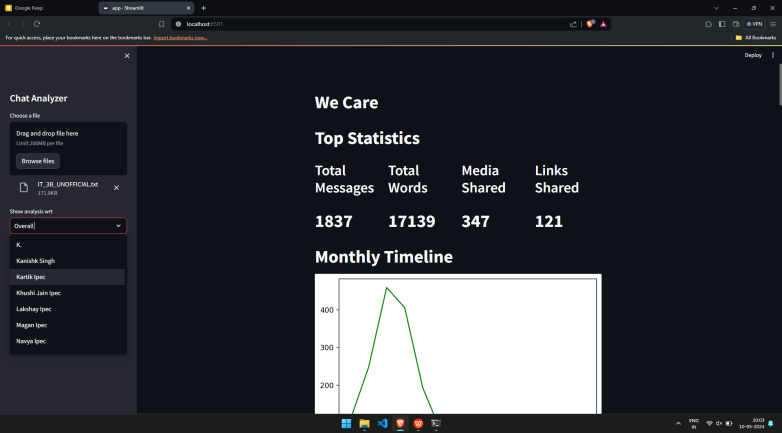 Google Keep
app · Streamlit
localhost:8501
VPN
For quick access, place your bookmarks here on the bookmarks bar. Import bookmarks now...
All Bookmarks
Deploy
Chat Analyzer
Choose a file
Drag and drop file here
Limit 200MB per file
Browse files
IT_3B_UNOFFICIAL.txt
171.9KB
Show analysis wrt
Overall
K.
Kanishk Singh
Kartik Ipec
Khushi Jain Ipec
Lakshay Ipec
Magan Ipec
Navya Ipec
We Care
Top Statistics
Total Messages
Total Words
Media Shared
Links Shared
1837
17139
347
121
Monthly Timeline
400
300
200
ENG
IN
20:03
10-05-2024